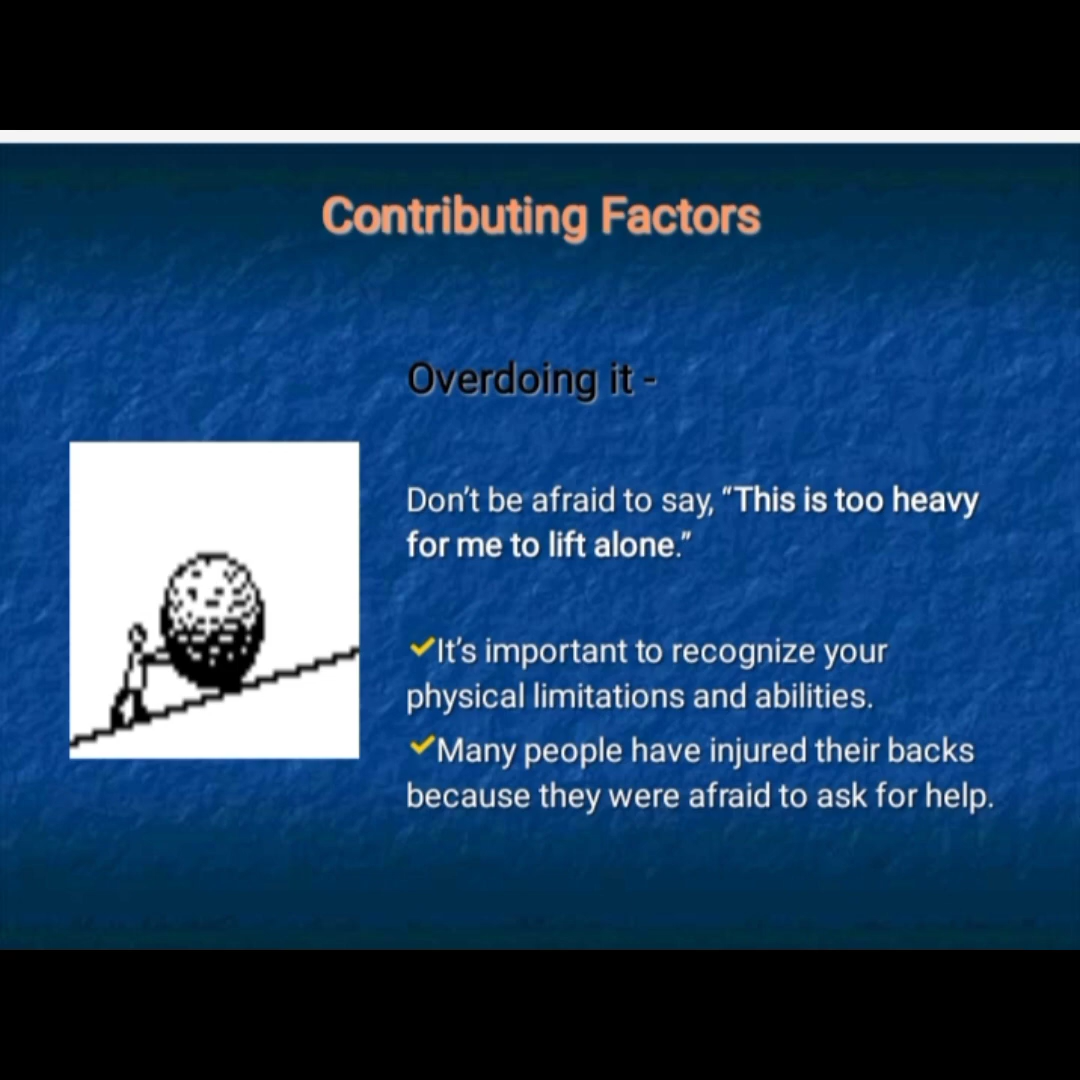 Contributing Factors
Overdoing it -
Don’t be afraid to say, “This is too heavy
for me to lift alone.”
✔It’s important to recognize your
physical limitations and abilities.
✔Many people have injured their backs
because they were afraid to ask for help.